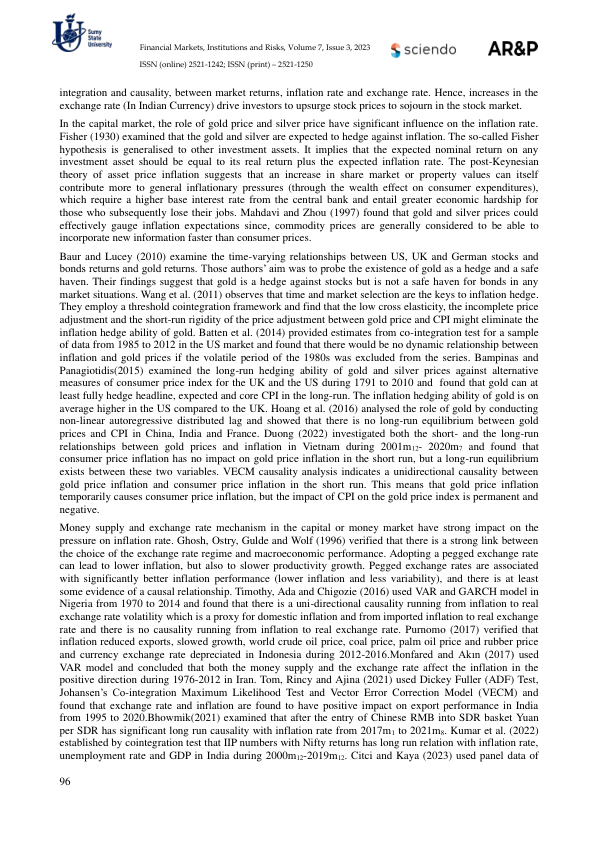 Sumy
State
University
Financial Markets, Institutions and Risks, Volume 7, Issue 3, 2023
sciendo
AR&P
ISSN (online) 2521-1242; ISSN (print) – 2521-1250
integration and causality, between market returns, inflation rate and exchange rate. Hence, increases in the
exchange rate (In Indian Currency) drive investors to upsurge stock prices to sojourn in the stock market.
In the capital market, the role of gold price and silver price have significant influence on the inflation rate.
Fisher (1930) examined that the gold and silver are expected to hedge against inflation. The so-called Fisher
hypothesis is generalised to other investment assets. It implies that the expected nominal return on any
investment asset should be equal to its real return plus the expected inflation rate. The post-Keynesian
theory of asset price inflation suggests that an increase in share market or property values can itself
contribute more to general inflationary pressures (through the wealth effect on consumer expenditures),
which require a higher base interest rate from the central bank and entail greater economic hardship for
those who subsequently lose their jobs. Mahdavi and Zhou (1997) found that gold and silver prices could
effectively gauge inflation expectations since, commodity prices are generally considered to be able to
incorporate new information faster than consumer prices.
Baur and Lucey (2010) examine the time-varying relationships between US, UK and German stocks and
bonds returns and gold returns. Those authors' aim was to probe the existence of gold as a hedge and a safe
haven. Their findings suggest that gold is a hedge against stocks but is not a safe haven for bonds in any
market situations. Wang et al. (2011) observes that time and market selection are the keys to inflation hedge.
They employ a threshold cointegration framework and find that the low cross elasticity, the incomplete price
adjustment and the short-run rigidity of the price adjustment between gold price and CPI might eliminate the
inflation hedge ability of gold. Batten et al. (2014) provided estimates from co-integration test for a sample
of data from 1985 to 2012 in the US market and found that there would be no dynamic relationship between
inflation and gold prices if the volatile period of the 1980s was excluded from the series. Bampinas and
Panagiotidis(2015) examined the long-run hedging ability of gold and silver prices against alternative
measures of consumer price index for the UK and the US during 1791 to 2010 and  found that gold can at
least fully hedge headline, expected and core CPI in the long-run. The inflation hedging ability of gold is on
average higher in the US compared to the UK. Hoang et al. (2016) analysed the role of gold by conducting
non-linear autoregressive distributed lag and showed that there is no long-run equilibrium between gold
prices and CPI in China, India and France. Duong (2022) investigated both the short- and the long-run
relationships between gold prices and inflation in Vietnam during 2001m₁₂- 2020m₇ and found that
consumer price inflation has no impact on gold price inflation in the short run, but a long-run equilibrium
exists between these two variables. VECM causality analysis indicates a unidirectional causality between
gold price inflation and consumer price inflation in the short run. This means that gold price inflation
temporarily causes consumer price inflation, but the impact of CPI on the gold price index is permanent and
negative.
Money supply and exchange rate mechanism in the capital or money market have strong impact on the
pressure on inflation rate. Ghosh, Ostry, Gulde and Wolf (1996) verified that there is a strong link between
the choice of the exchange rate regime and macroeconomic performance. Adopting a pegged exchange rate
can lead to lower inflation, but also to slower productivity growth. Pegged exchange rates are associated
with significantly better inflation performance (lower inflation and less variability), and there is at least
some evidence of a causal relationship. Timothy, Ada and Chigozie (2016) used VAR and GARCH model in
Nigeria from 1970 to 2014 and found that there is a uni-directional causality running from inflation to real
exchange rate volatility which is a proxy for domestic inflation and from imported inflation to real exchange
rate and there is no causality running from inflation to real exchange rate. Purnomo (2017) verified that
inflation reduced exports, slowed growth, world crude oil price, coal price, palm oil price and rubber price
and currency exchange rate depreciated in Indonesia during 2012-2016.Monfared and Akın (2017) used
VAR model and concluded that both the money supply and the exchange rate affect the inflation in the
positive direction during 1976-2012 in Iran. Tom, Rincy and Ajina (2021) used Dickey Fuller (ADF) Test,
Johansen's Co-integration Maximum Likelihood Test and Vector Error Correction Model (VECM) and
found that exchange rate and inflation are found to have positive impact on export performance in India
from 1995 to 2020.Bhowmik(2021) examined that after the entry of Chinese RMB into SDR basket Yuan
per SDR has significant long run causality with inflation rate from 2017m₁ to 2021m₈. Kumar et al. (2022)
established by cointegration test that IIP numbers with Nifty returns has long run relation with inflation rate,
unemployment rate and GDP in India during 2000m₁₂-2019m₁₂. Citci and Kaya (2023) used panel data of
96